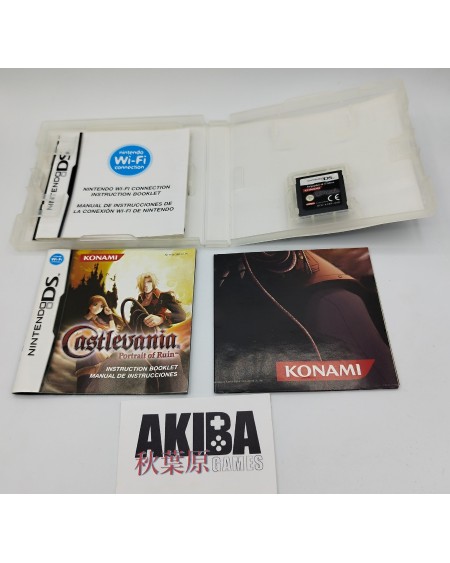 NINTENDO DS
nintendo
Wi-Fi
connection
NINTENDO WI-FI CONNECTION
INSTRUCTION BOOKLET
MANUAL DE INSTRUCCIONES DE
LA CONEXIÓN WI-FI DE NINTENDO
KONAMI
NINTENDO DS
Wi-Fi
Castlevania
Portrait of Ruin
INSTRUCTION BOOKLET
MANUAL DE INSTRUCCIONES
KONAMI
AKIBA
秋葉原
GAMES